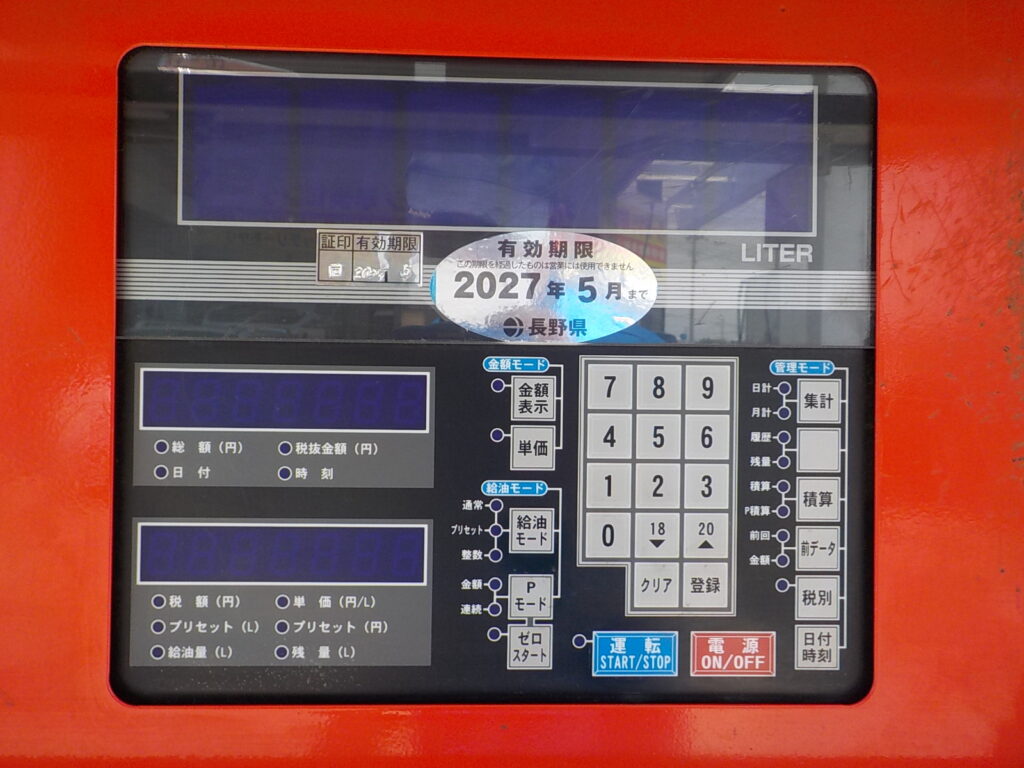 LITER
証印 有効期限
有効期限
この期限を経過したものは営業には使用できません
2027年5月まで
長野県
総額(円) 税抜金額(円)
日付 時刻
税額(円) 単価(円/L)
プリセット(L) プリセット(円)
給油量(L) 残量(L)
金額モード
金額
表示
単価
給油モード
通常
プリセット
整数
給油
モード
金額
連続
P
モード
ゼロ
スタート
7 8 9
4 5 6
1 2 3
0 18▼ 20▲
クリア 登録
運転
START/STOP
電源
ON/OFF
管理モード
日計
月計
集計
履歴
残量
積算
P積算
積算
前回
金額
前データ
税別
日付
時刻